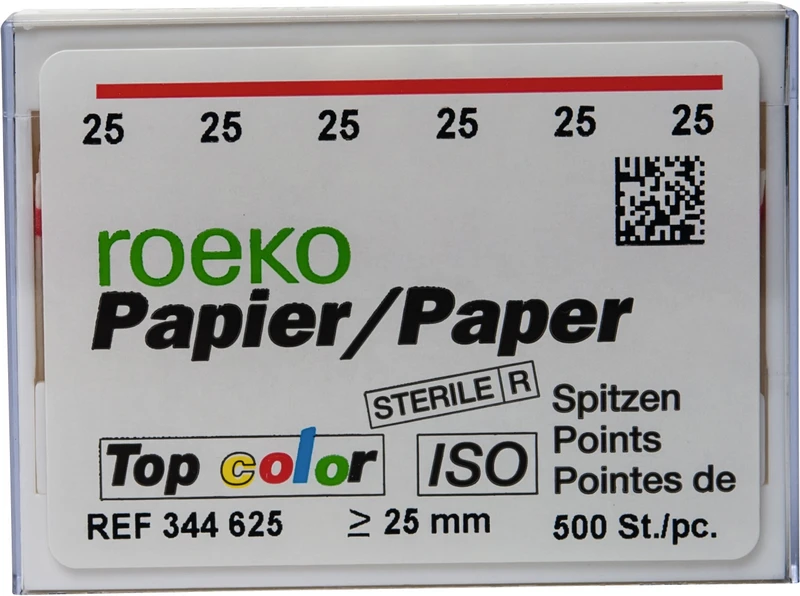 25 25 25 25 25 25
roeko
Papier/Paper
STERILE R
Spitzen
Points
Pointes de
500 St./pc.
Top color
ISO
REF 344 625
≥ 25 mm